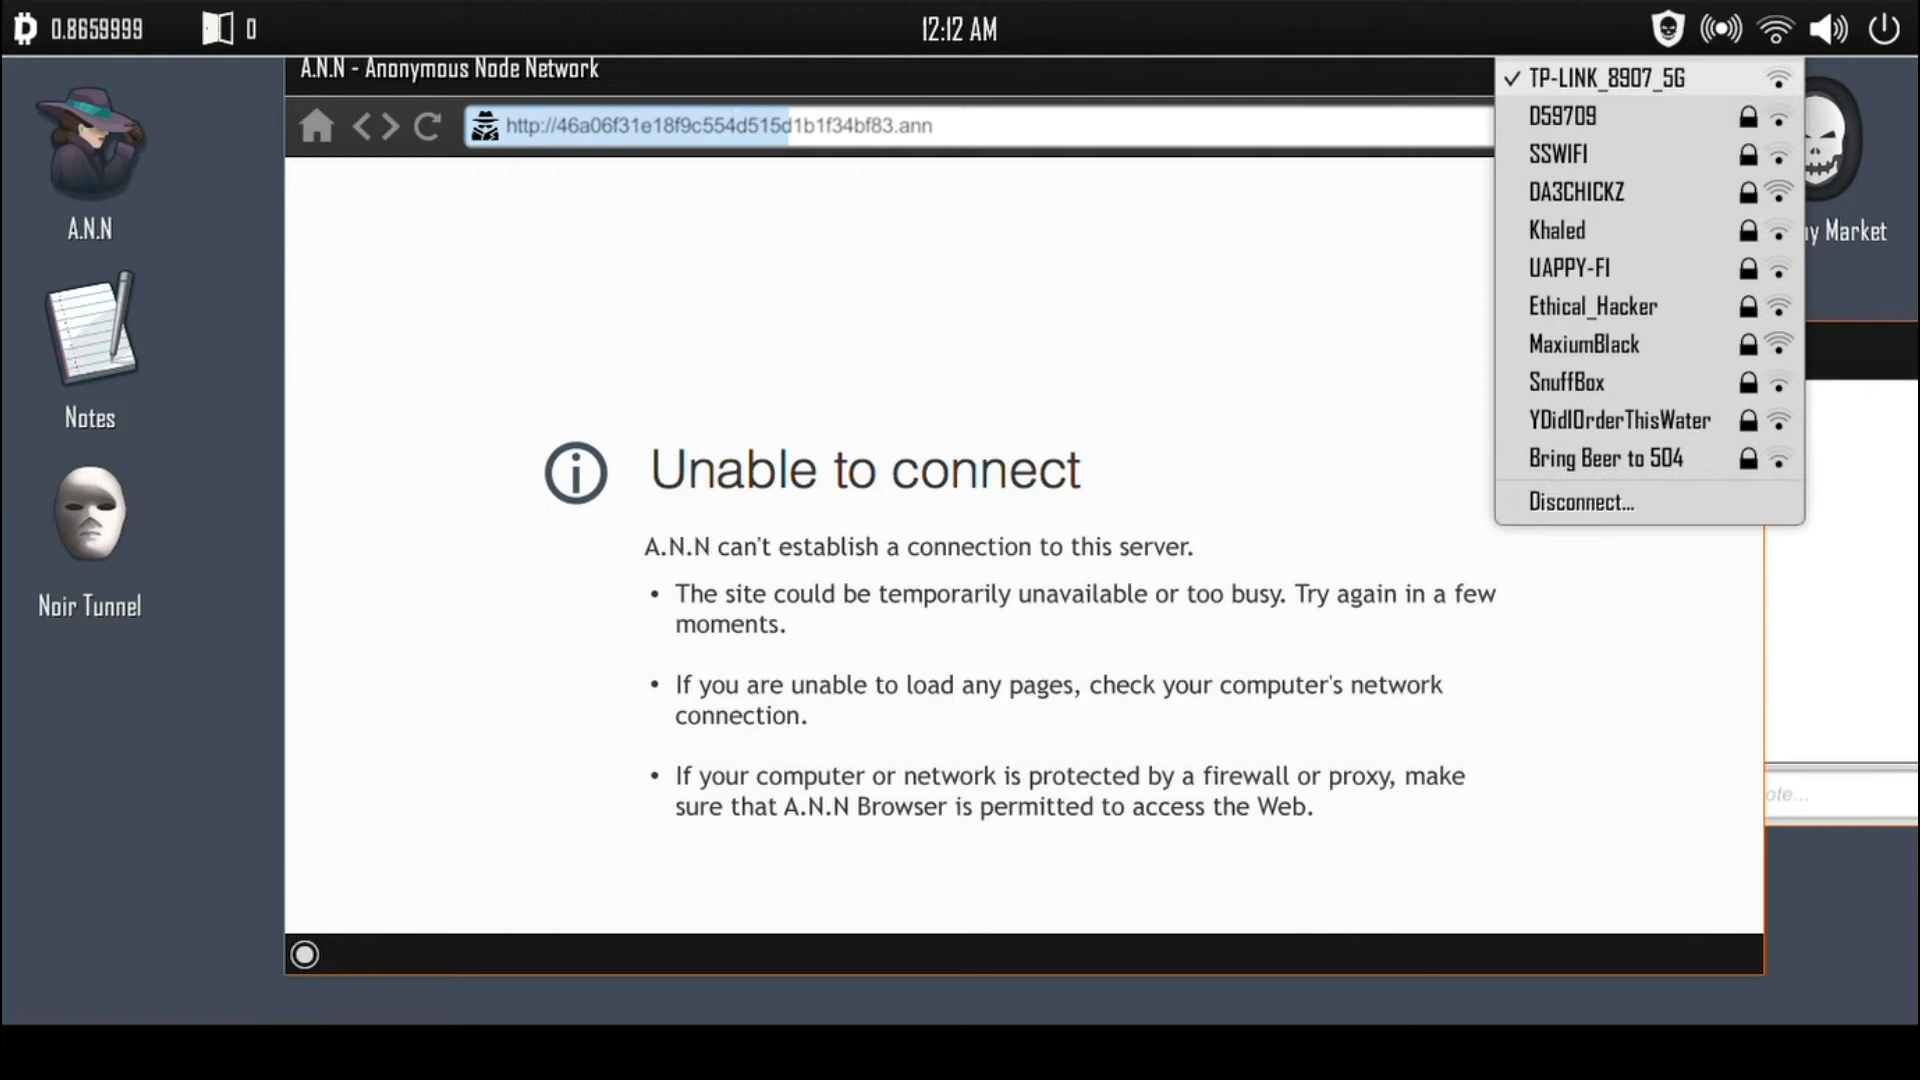 0.8659999
0
12:12 AM
A.N.N - Anonymous Node Network
http://46a06f31e18f9c554d515d1b1f34bf83.ann
A.N.N
Notes
Noir Tunnel
TP-LINK_8907_5G
D59709
SSWIFI
DA3CHICKZ
Khaled
UAPPY-FI
Ethical_Hacker
MaxiumBlack
SnuffBox
YDidIOrderThisWater
Bring Beer to 504
Disconnect...
Market
Unable to connect
A.N.N can't establish a connection to this server.
• The site could be temporarily unavailable or too busy. Try again in a few
moments.
• If you are unable to load any pages, check your computer's network
connection.
• If your computer or network is protected by a firewall or proxy, make
sure that A.N.N Browser is permitted to access the Web.
ote...